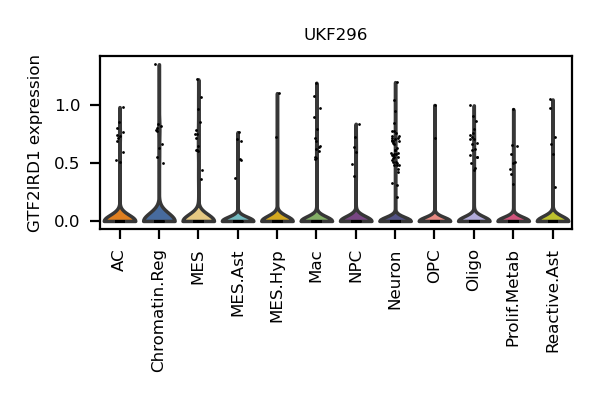 UKF296
GTF2IRD1 expression
1.0
0.5
0.0
AC
Chromatin.Reg
MES
MES.Ast
MES.Hyp
Mac
NPC
Neuron
OPC
Oligo
Prolif.Metab
Reactive.Ast